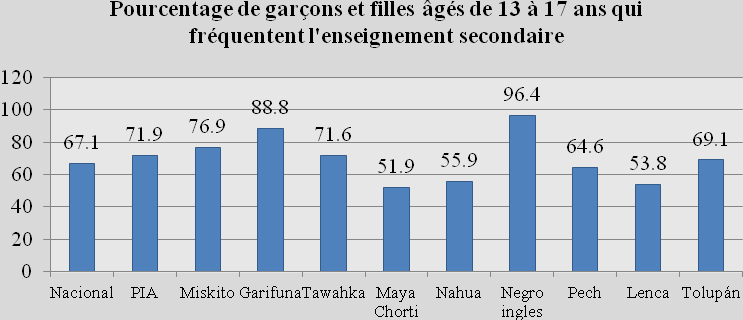 Pourcentage de garçons et filles âgés de 13 à 17 ans qui
fréquentent l'enseignement secondaire
120
100
80
60
40
20
0
67.1
71.9
76.9
88.8
71.6
51.9
55.9
96.4
64.6
53.8
69.1
Nacional
PIA
Miskito
Garifuna
Tawahka
Maya
Chorti
Nahua
Negro
ingles
Pech
Lenca
Tolupán